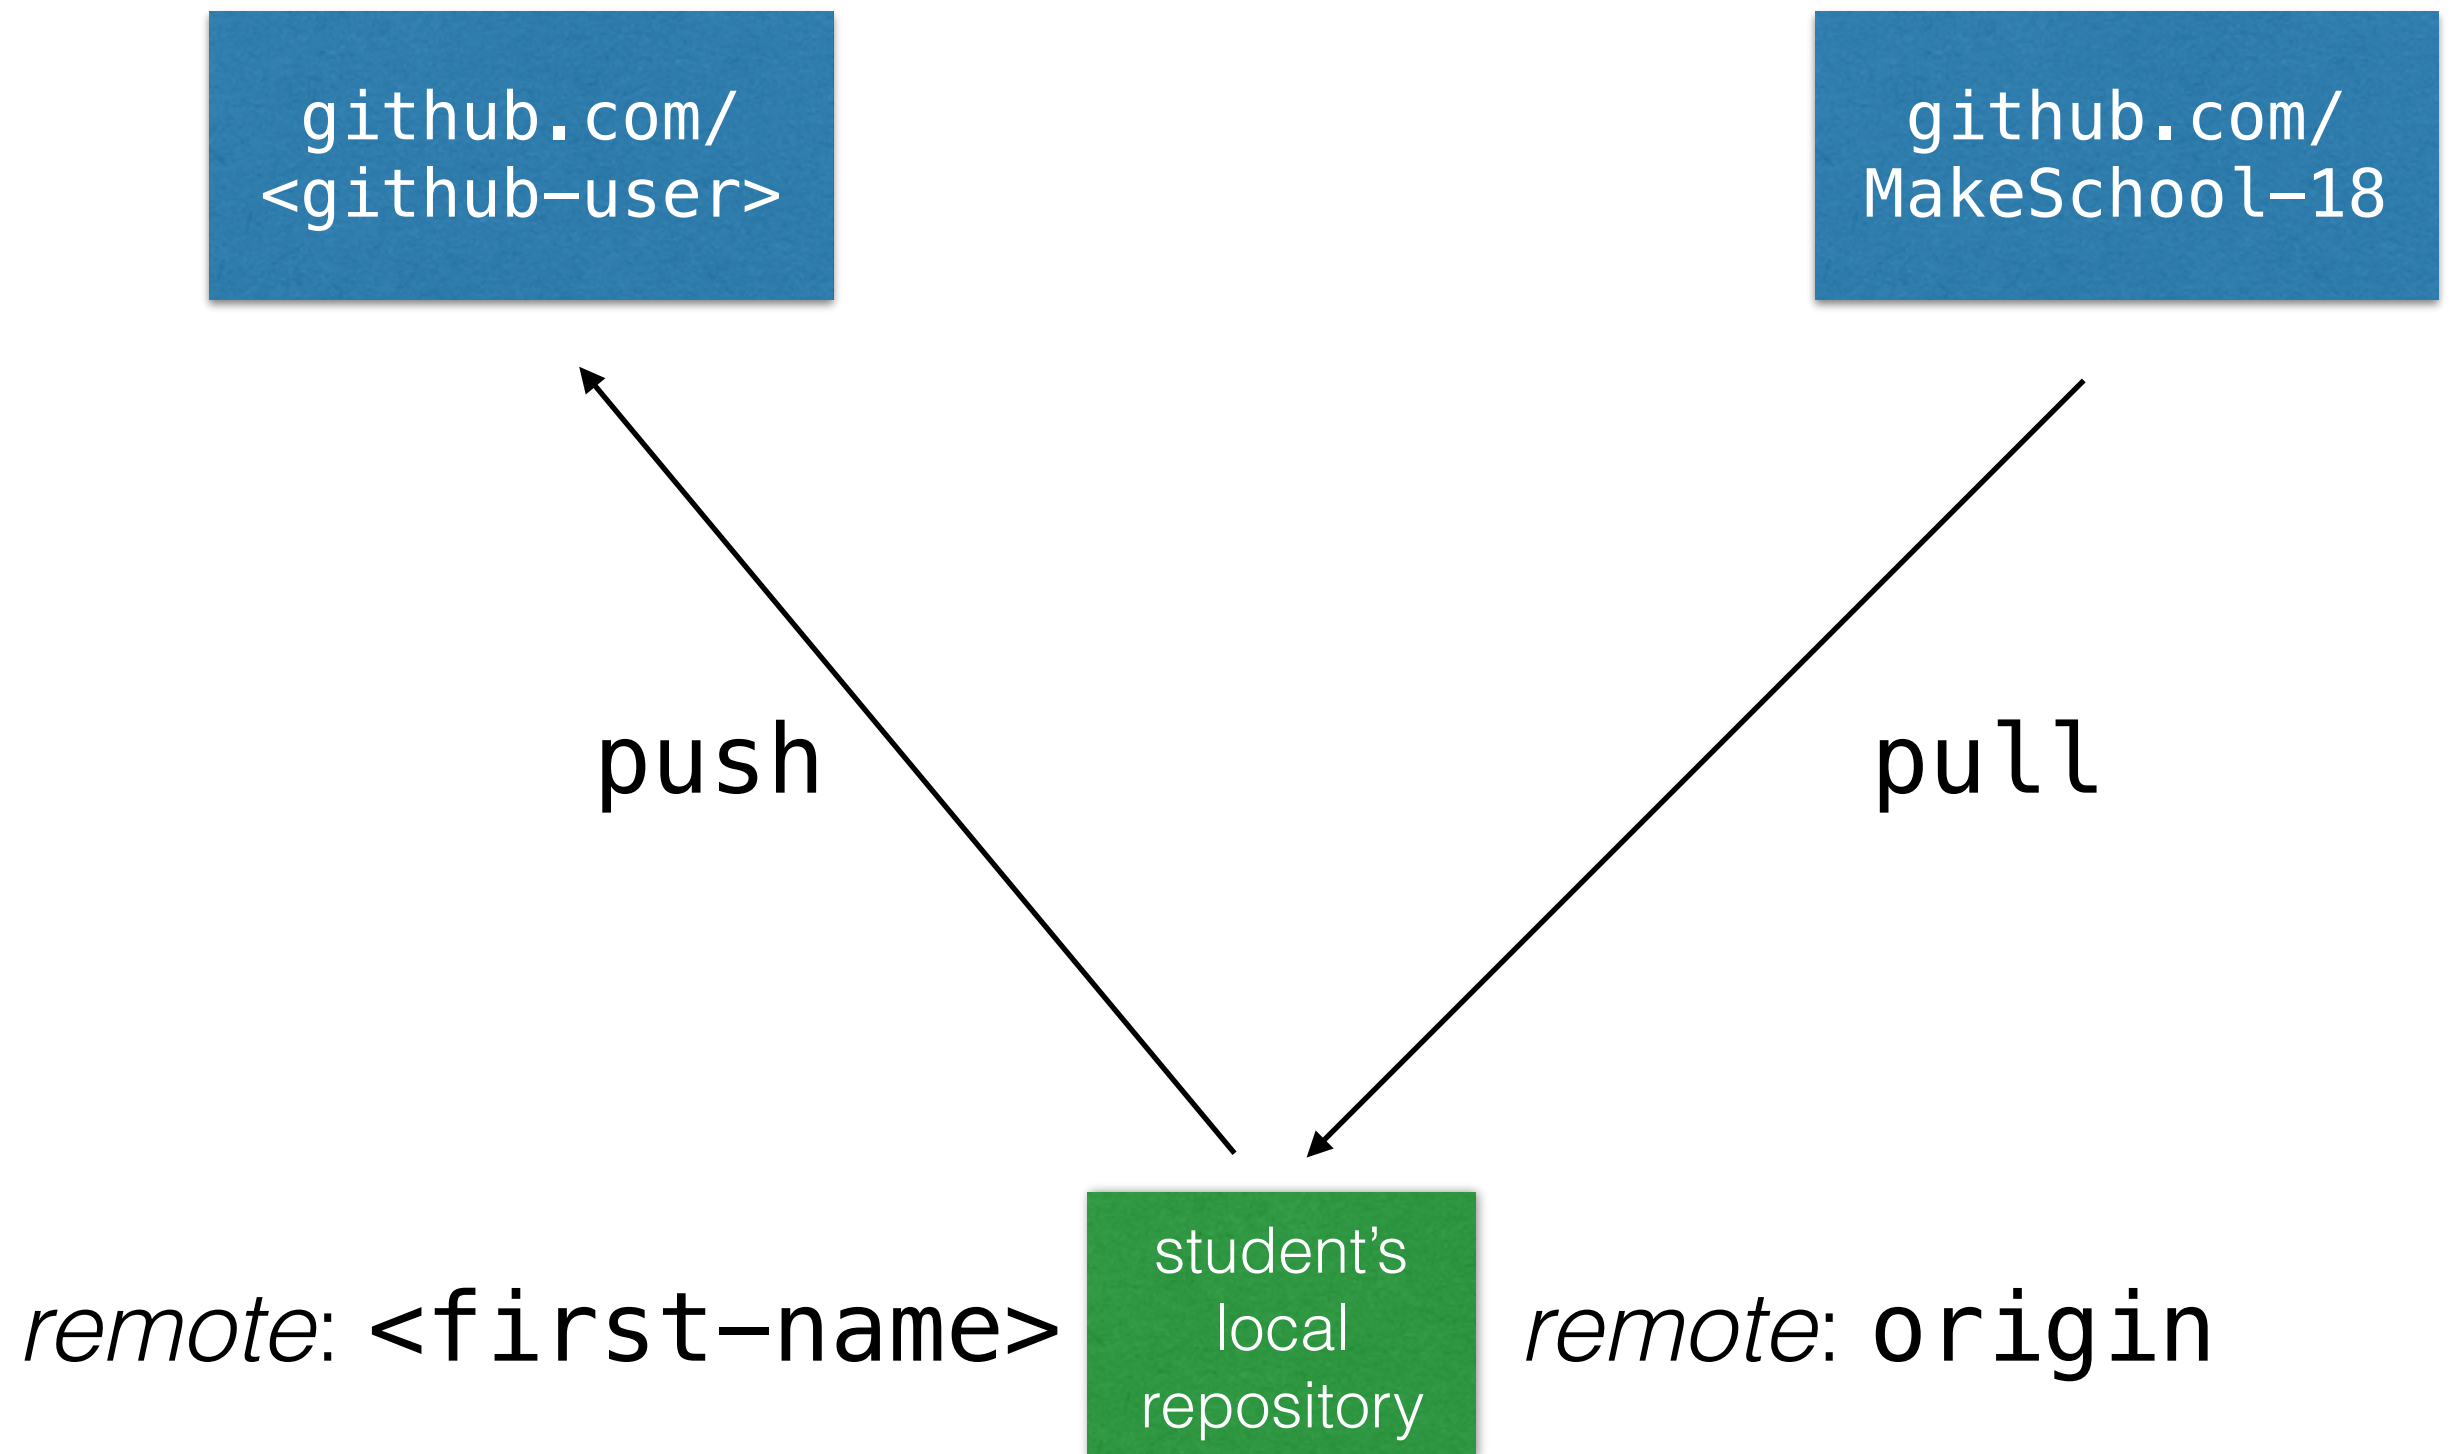 github.com/
<github-user>
github.com/
MakeSchool-18
push
pull
remote: <first-name>
student’s
local
repository
remote: origin